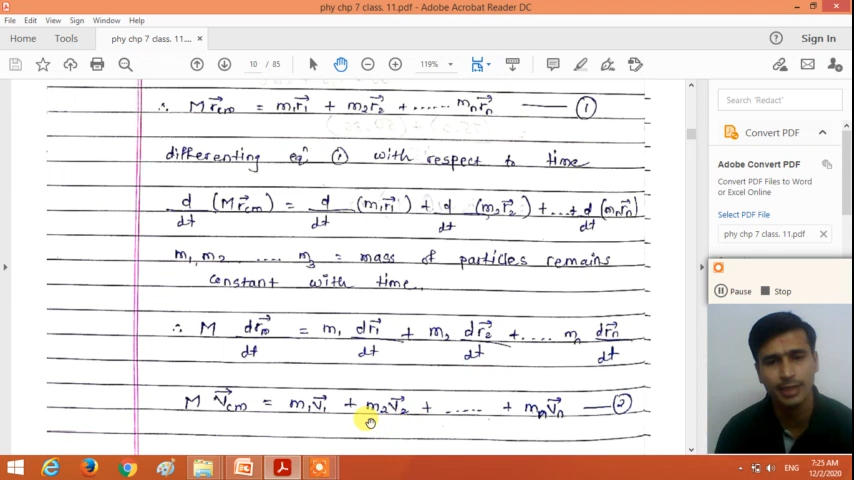 phy chp 7 class. 11.pdf - Adobe Acrobat Reader DC
File Edit View Sign Window Help
Home Tools phy chp 7 class. 11.... × Sign In
10 / 85 119%
∴ M r⃗cm = m₁r⃗₁ + m₂r⃗₂ + ...... mₙr⃗ₙ —— ①
differenting eqⁿ ① with respect to time
d/dt (M r⃗cm) = d/dt (m₁r⃗₁) + d/dt (m₂r⃗₂) + ... + d/dt (mₙr⃗ₙ)
m₁, m₂ .... m₃ = mass of particles remains
constant with time.
∴ M dr⃗cm/dt = m₁ dr⃗₁/dt + m₂ dr⃗₂/dt + .... mₙ dr⃗ₙ/dt
M v⃗cm = m₁v⃗₁ + m₂v⃗₂ + ...... + mₙv⃗ₙ —— ②
Search 'Redact'
Convert PDF
Adobe Convert PDF
Convert PDF Files to Word
or Excel Online
Select PDF File
phy chp 7 class. 11.pdf ×
Pause Stop
ENG
7:25 AM
12/2/2020